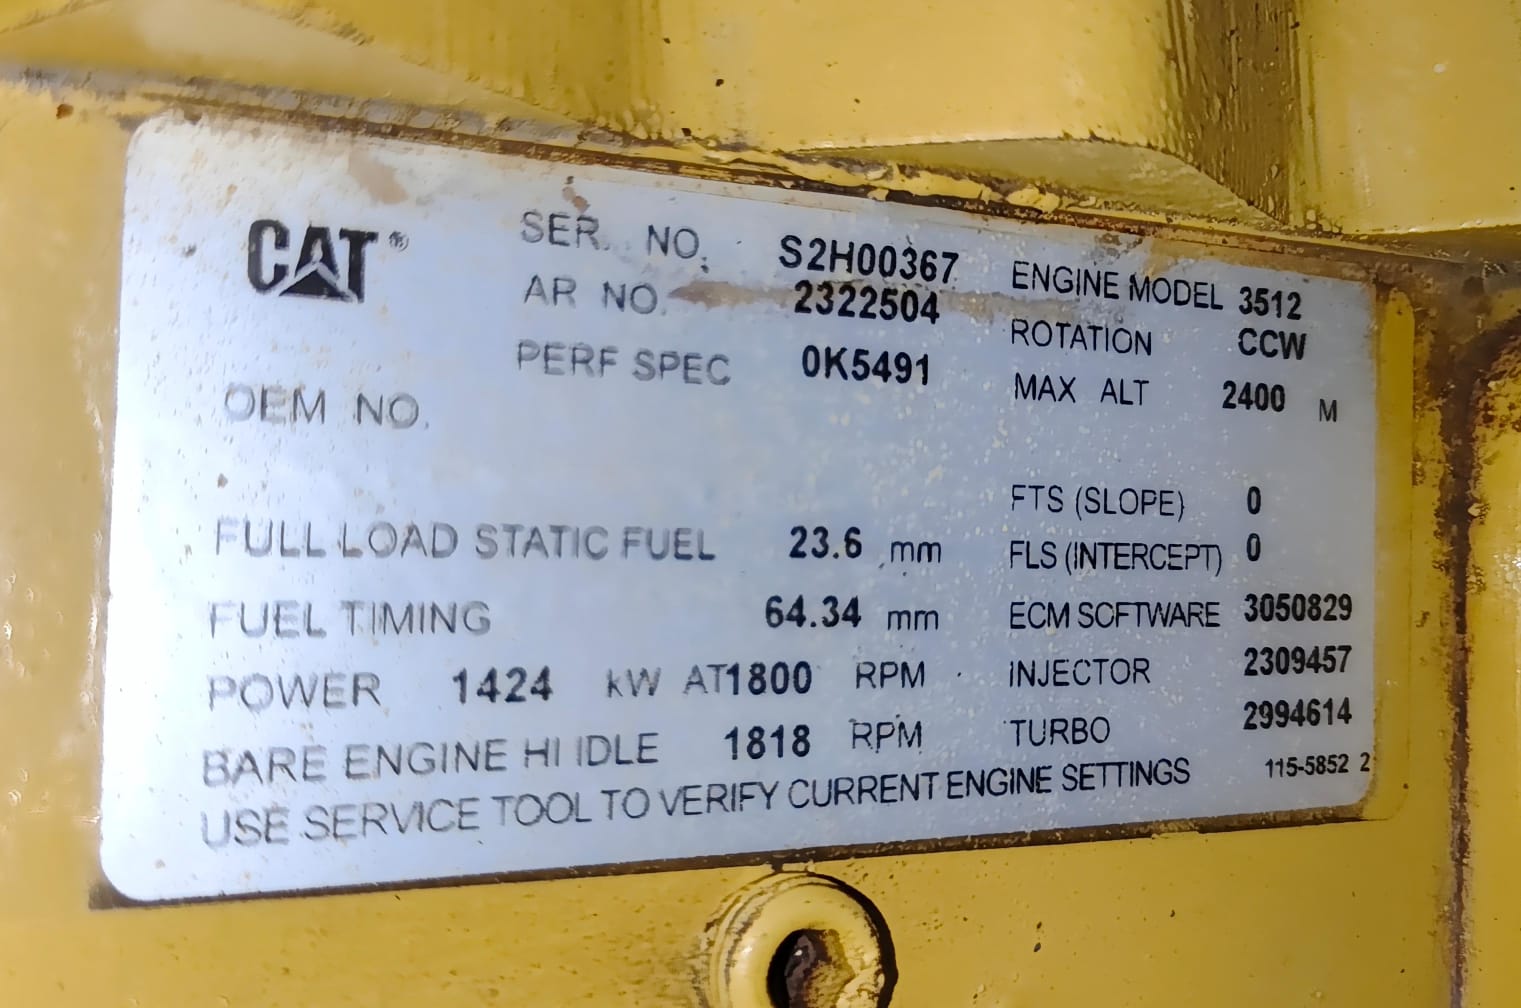 CAT®
SER. NO. S2H00367
AR NO. 2322504
PERF SPEC 0K5491
ENGINE MODEL 3512
ROTATION CCW
MAX ALT 2400 M
OEM NO.
FULL LOAD STATIC FUEL 23.6 mm
FUEL TIMING 64.34 mm
POWER 1424 kW AT 1800 RPM
BARE ENGINE HI IDLE 1818 RPM
FTS (SLOPE) 0
FLS (INTERCEPT) 0
ECM SOFTWARE 3050829
INJECTOR 2309457
TURBO 2994614
USE SERVICE TOOL TO VERIFY CURRENT ENGINE SETTINGS
115-5852 2